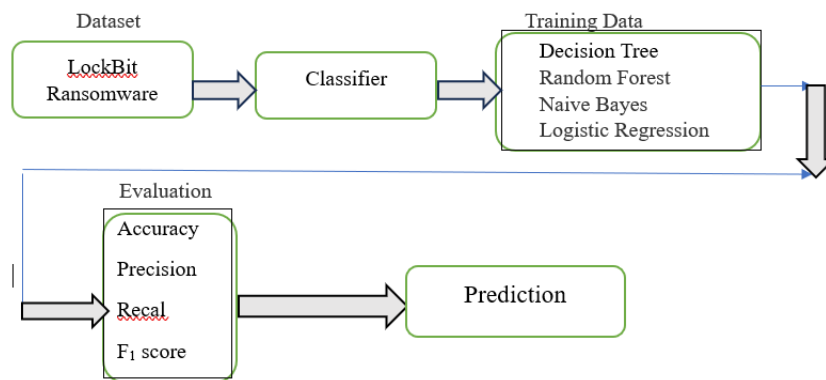 Dataset
LockBit
Ransomware
Classifier
Training Data
Decision Tree
Random Forest
Naive Bayes
Logistic Regression
Evaluation
Accuracy
Precision
Recal
F₁ score
Prediction